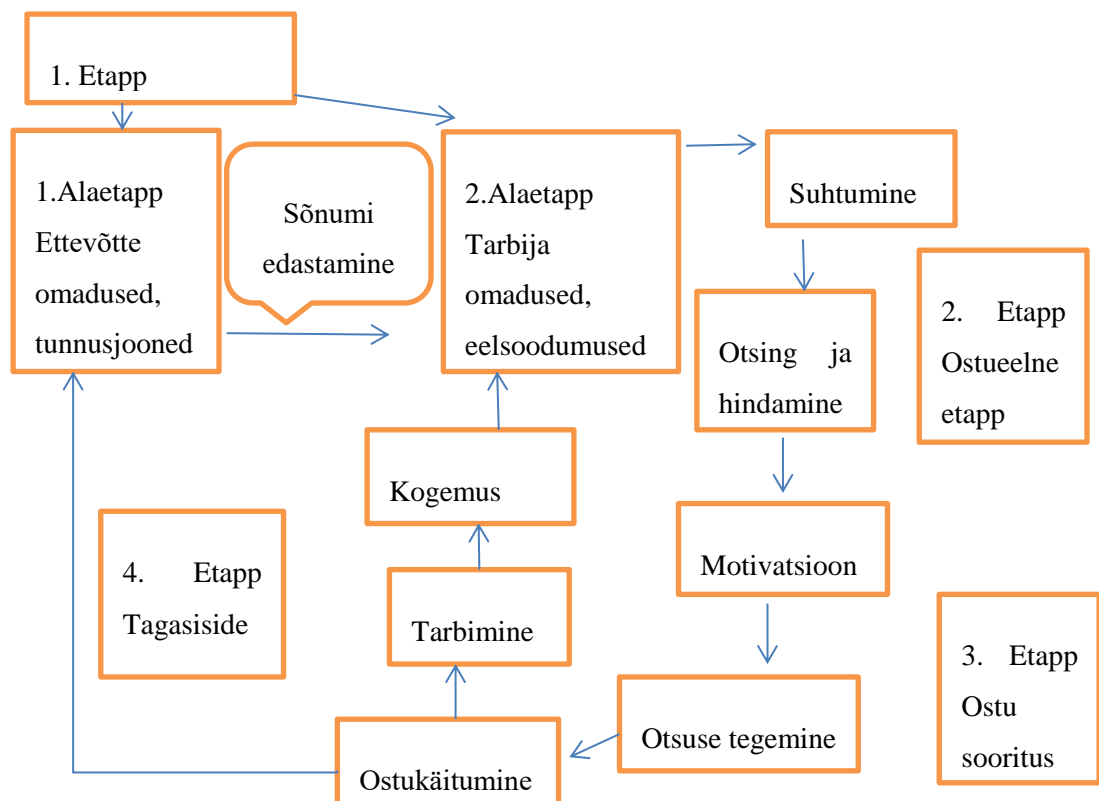 1. Etapp
1.Alaetapp
Ettevõtte
omadused,
tunnusjooned
Sõnumi
edastamine
2.Alaetapp
Tarbija
omadused,
eelsoodumused
Suhtumine
Otsing ja
hindamine
2. Etapp
Ostueelne
etapp
Kogemus
Motivatsioon
4. Etapp
Tagasiside
Tarbimine
3. Etapp
Ostu
sooritus
Otsuse tegemine
Ostukäitumine